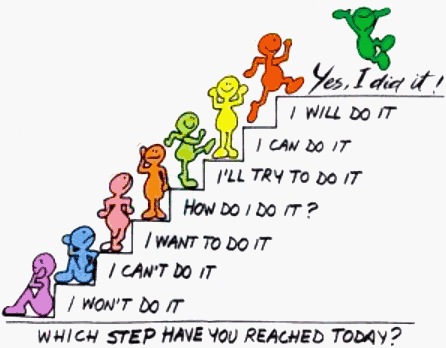 Yes, I did it!
I WILL DO IT
I CAN DO IT
I'LL TRY TO DO IT
HOW DO I DO IT?
I WANT TO DO IT
I CAN'T DO IT
I WON'T DO IT
WHICH STEP HAVE YOU REACHED TODAY?